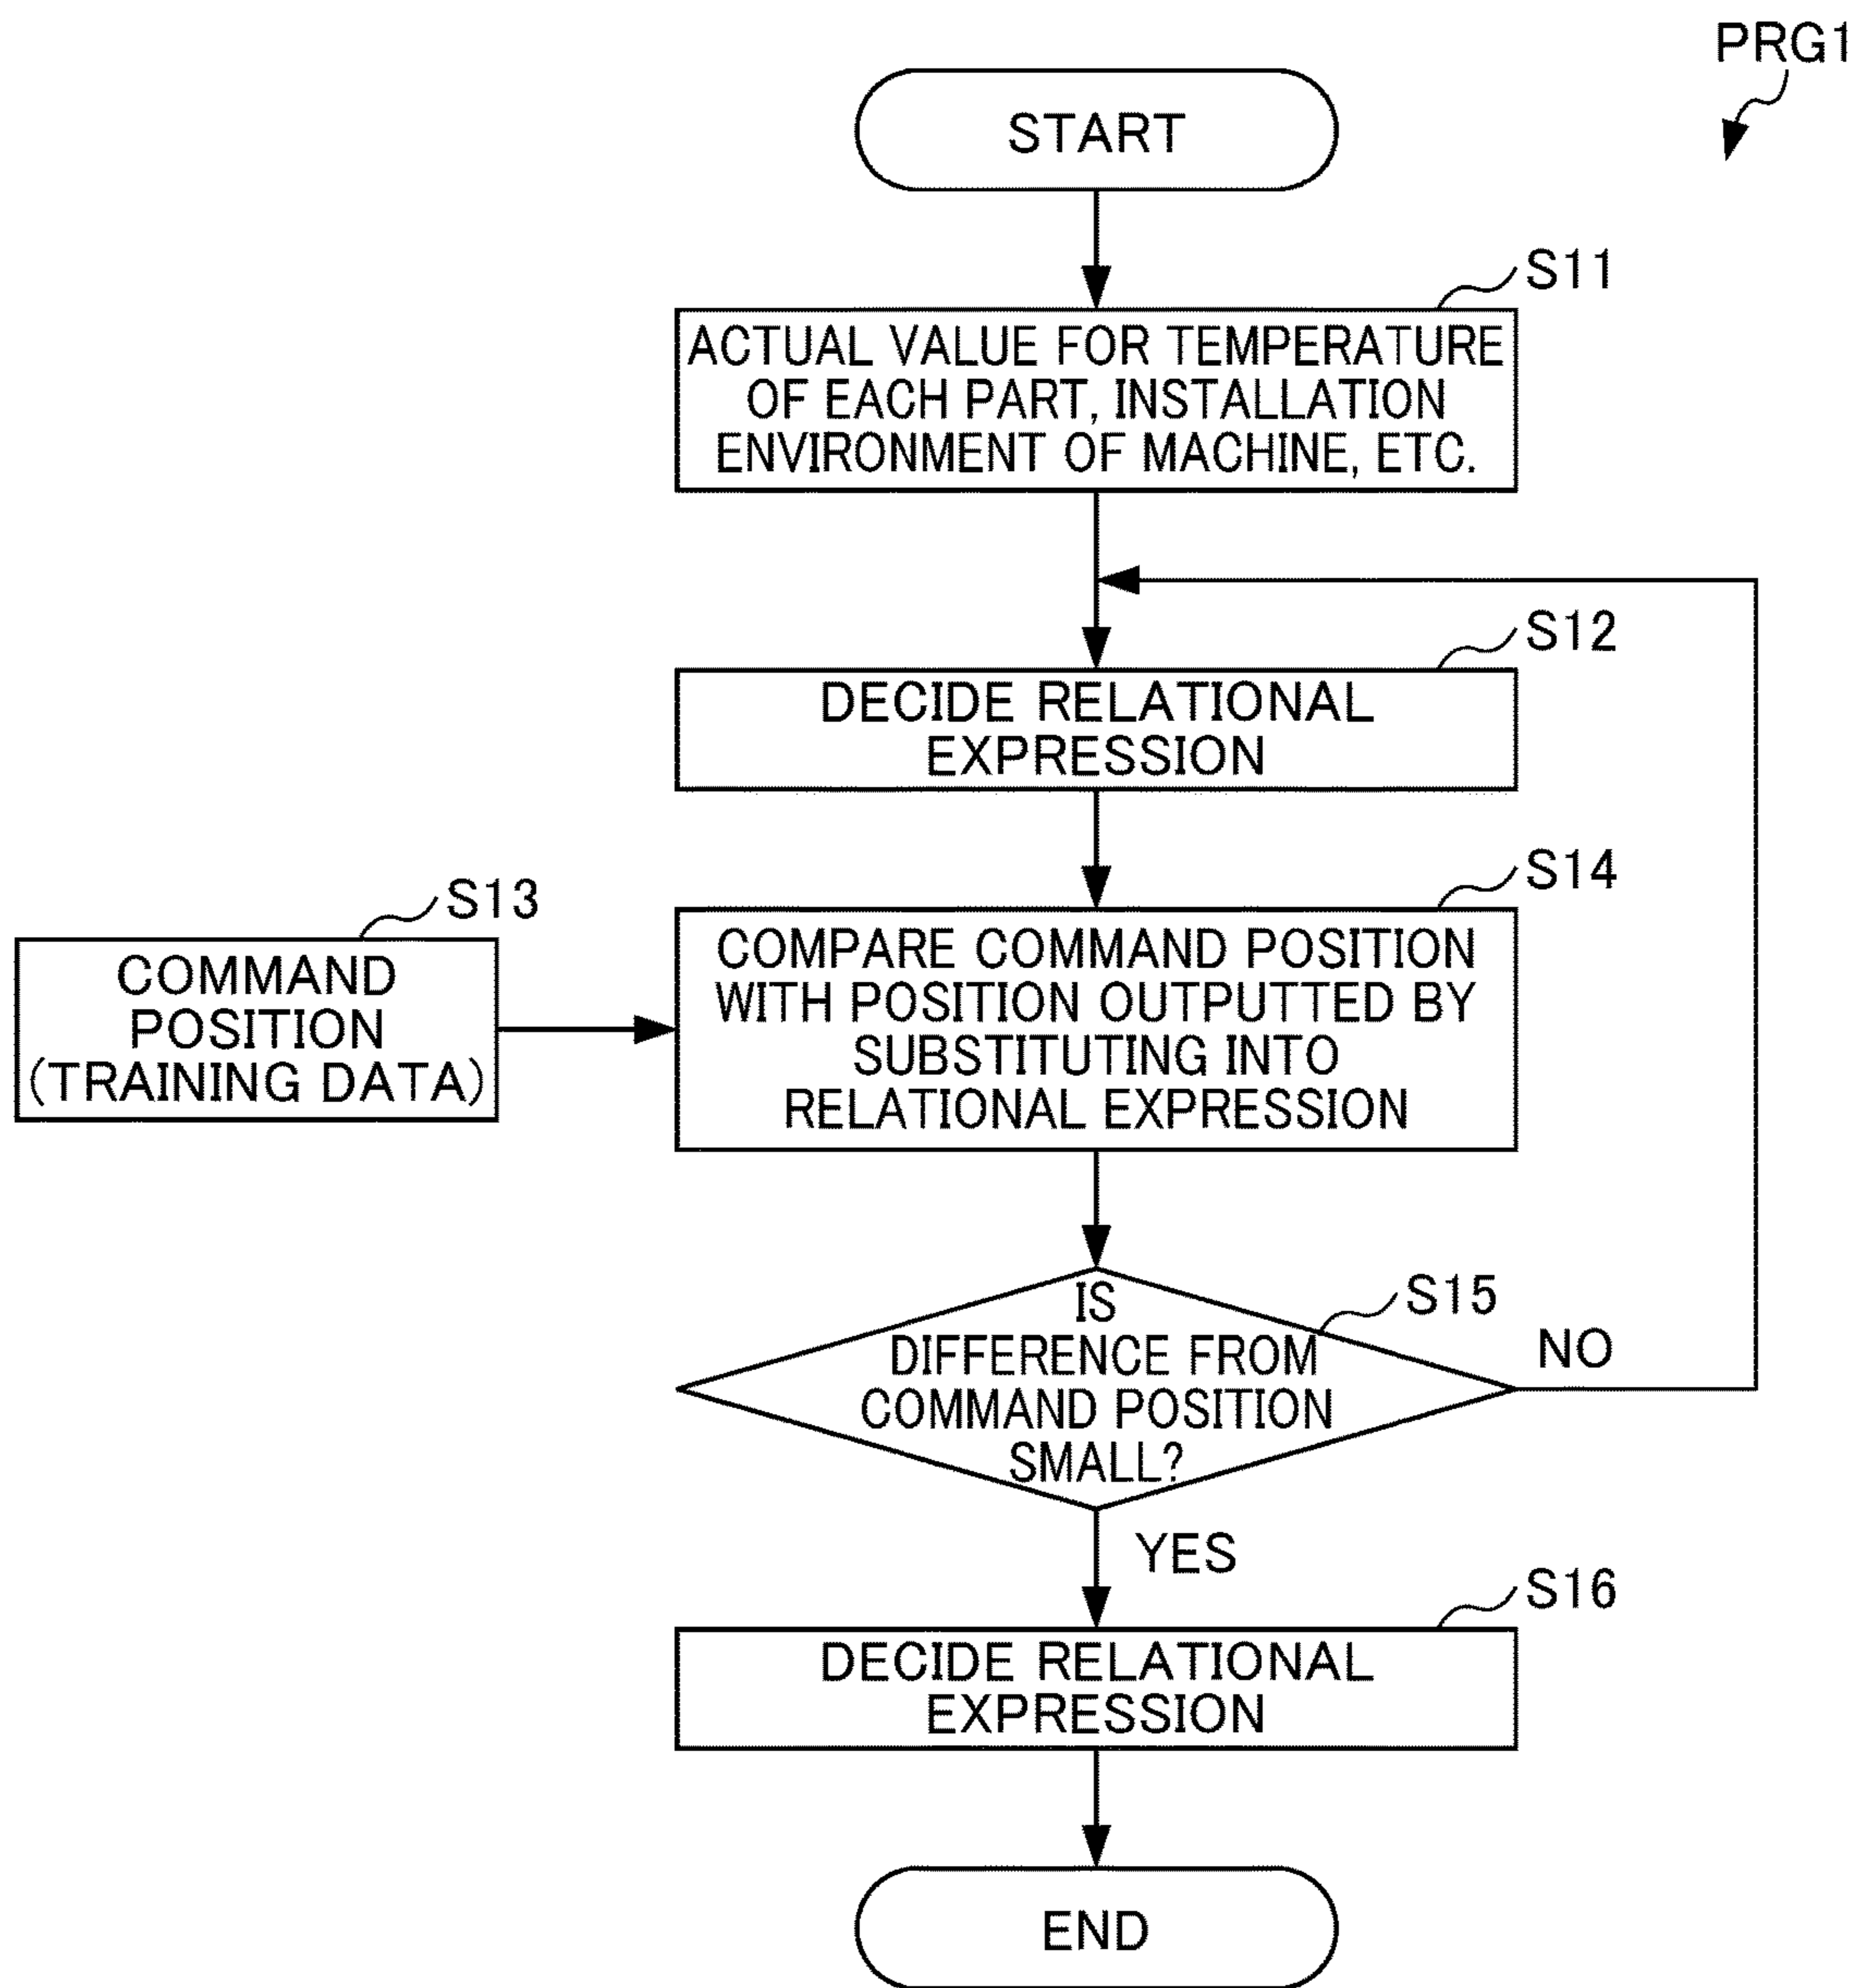 PRG1
START
S11
ACTUAL VALUE FOR TEMPERATURE
OF EACH PART, INSTALLATION
ENVIRONMENT OF MACHINE, ETC.
S12
DECIDE RELATIONAL
EXPRESSION
S13
COMMAND
POSITION
(TRAINING DATA)
S14
COMPARE COMMAND POSITION
WITH POSITION OUTPUTTED BY
SUBSTITUTING INTO
RELATIONAL EXPRESSION
S15
IS
DIFFERENCE FROM
COMMAND POSITION
SMALL?
NO
YES
S16
DECIDE RELATIONAL
EXPRESSION
END